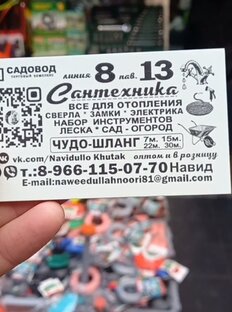 САДОВОД
ТОРГОВЫЙ КОМПЛЕКС
линия 8 пав. 13
Сантехника
ВСЕ ДЛЯ ОТОПЛЕНИЯ
СВЕРЛА * ЗАМКИ * ЭЛЕКТРИКА
НАБОР ИНСТРУМЕНТОВ
ЛЕСКА * САД - ОГОРОД
ЧУДО-ШЛАНГ 7м. 15м.
22м. 30м.
vk.com/Navidullo Khutak оптом и в розницу
т.:8-966-115-07-70 Навид
E-mail:naweedullahnoori81@gmail.com